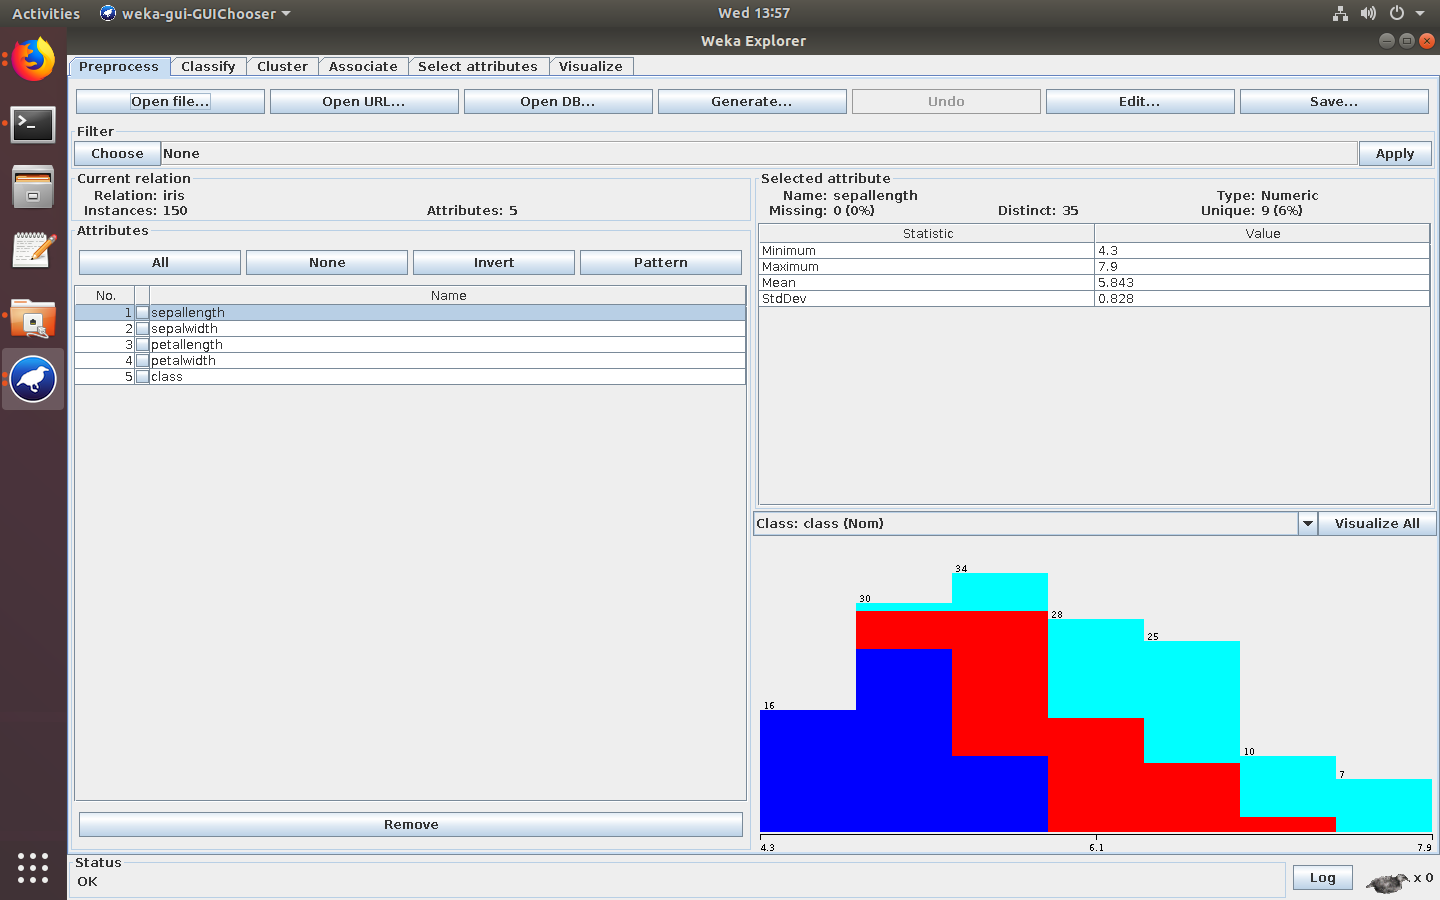 Activities weka-gui-GUIChooser Wed 13:57
Weka Explorer
Preprocess Classify Cluster Associate Select attributes Visualize
Open file... Open URL... Open DB... Generate... Undo Edit... Save...
Filter
Choose None Apply
Current relation
Relation: iris
Instances: 150 Attributes: 5
Attributes
All None Invert Pattern
No. Name
1 sepallength
2 sepalwidth
3 petallength
4 petalwidth
5 class
Remove
Selected attribute
Name: sepallength Type: Numeric
Missing: 0 (0%) Distinct: 35 Unique: 9 (6%)
Statistic Value
Minimum 4.3
Maximum 7.9
Mean 5.843
StdDev 0.828
Class: class (Nom) Visualize All
34
30
28
25
16
10
7
4.3 6.1 7.9
Status
OK
Log x 0